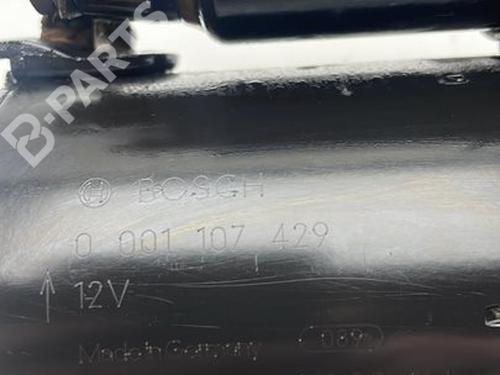 B-PARTS
BOSCH
0 001 107 429
12V
Made in Germany